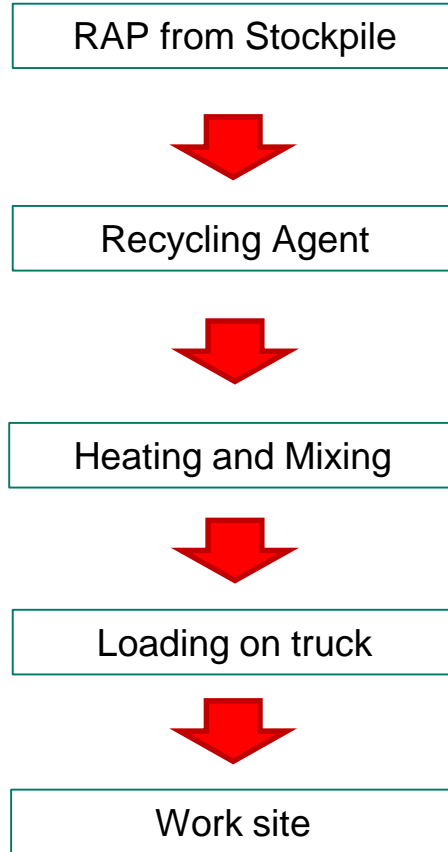 RAP from Stockpile
Recycling Agent
Heating and Mixing
Loading on truck
Work site